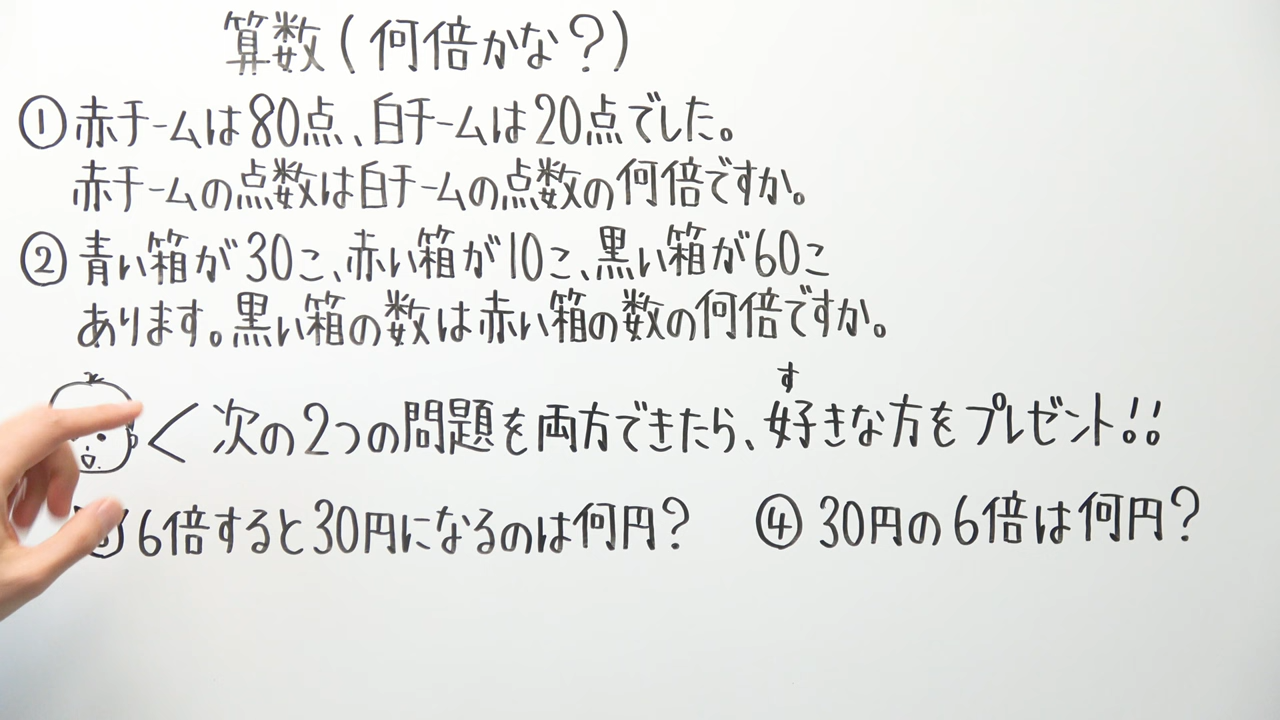 算数(何倍かな?)
①赤チームは80点、白チームは20点でした。
赤チームの点数は白チームの点数の何倍ですか。
②青い箱が30こ、赤い箱が10こ、黒い箱が60こ
あります。黒い箱の数は赤い箱の数の何倍ですか。
す
次の2つの問題を両方できたら、好きな方をプレゼント!!
6倍すると30円になるのは何円? ④30円の6倍は何円?